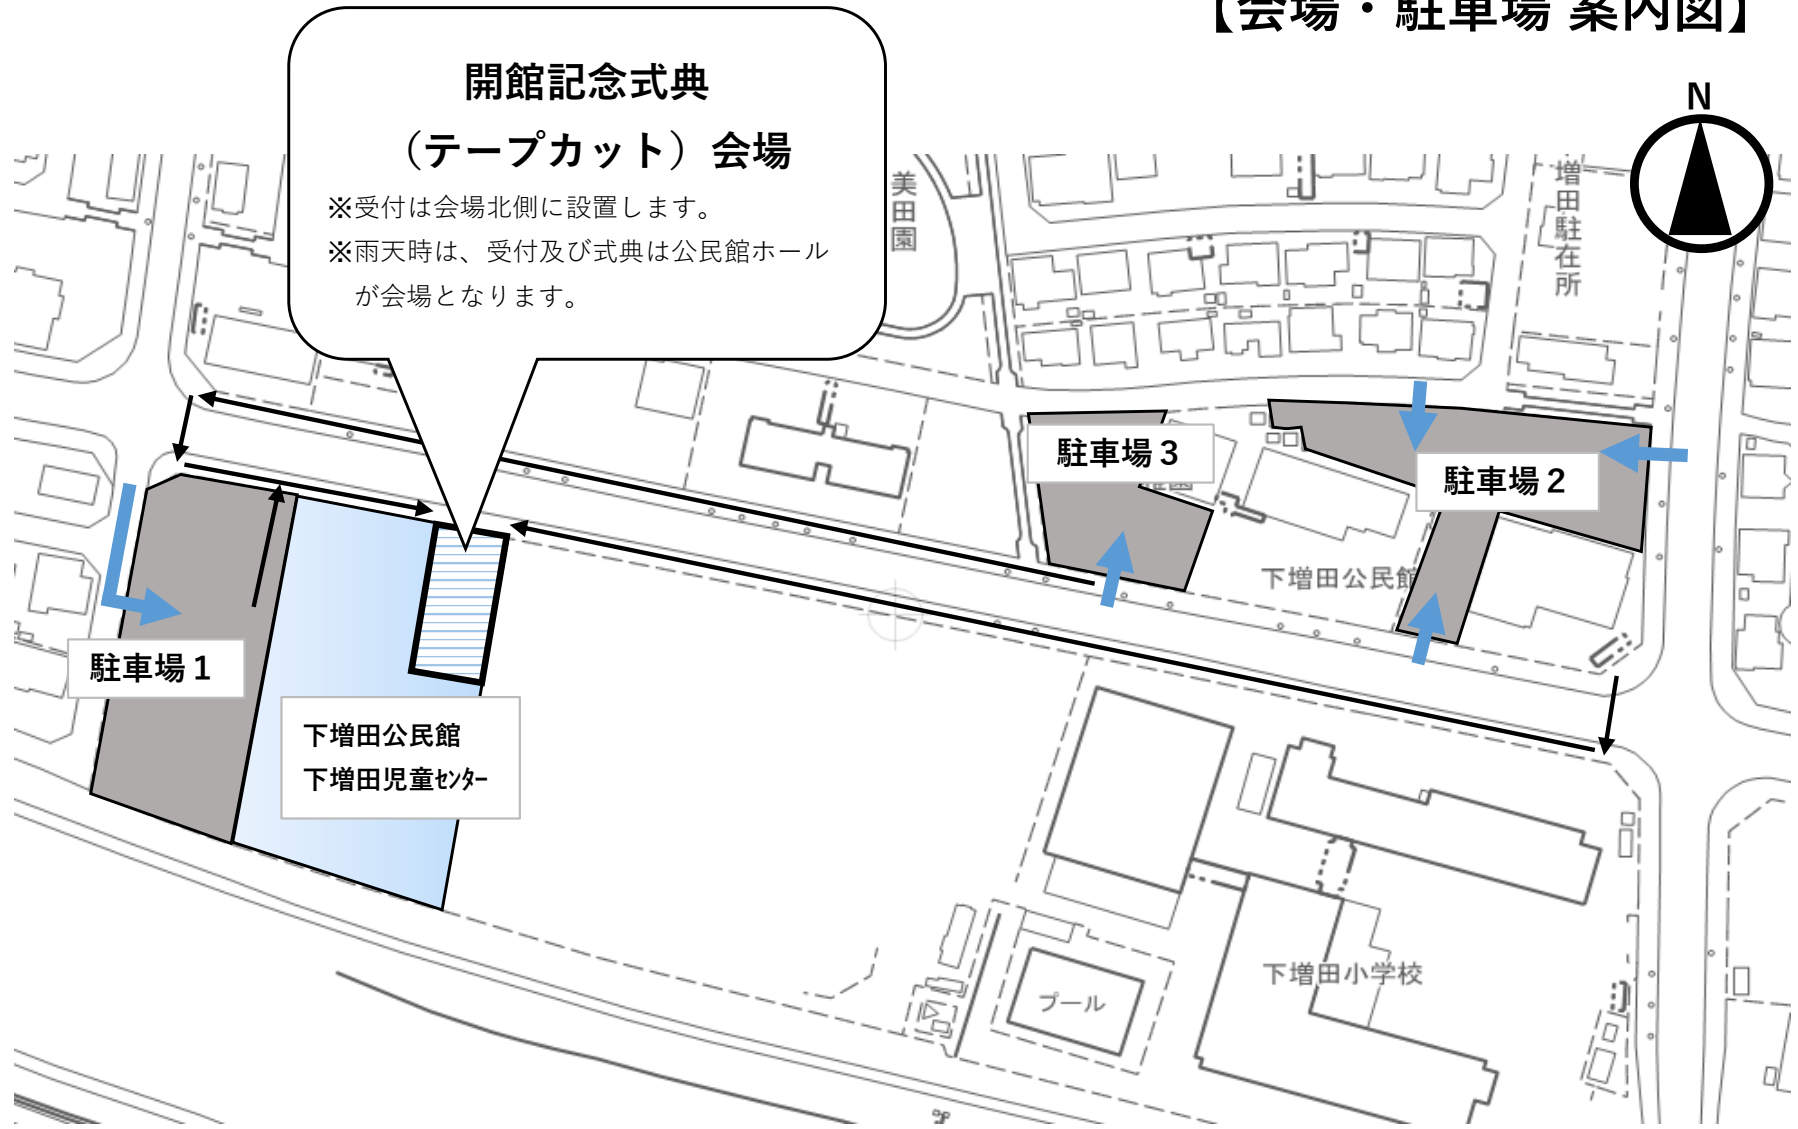 【会場・駐車場 案内図】
開館記念式典
（テープカット）会場
※受付は会場北側に設置します。
※雨天時は、受付及び式典は公民館ホール
が会場となります。
N
美田園
増田駐在所
駐車場３
駐車場２
下増田公民館
駐車場１
下増田公民館
下増田児童ｾﾝﾀｰ
下増田小学校
プール